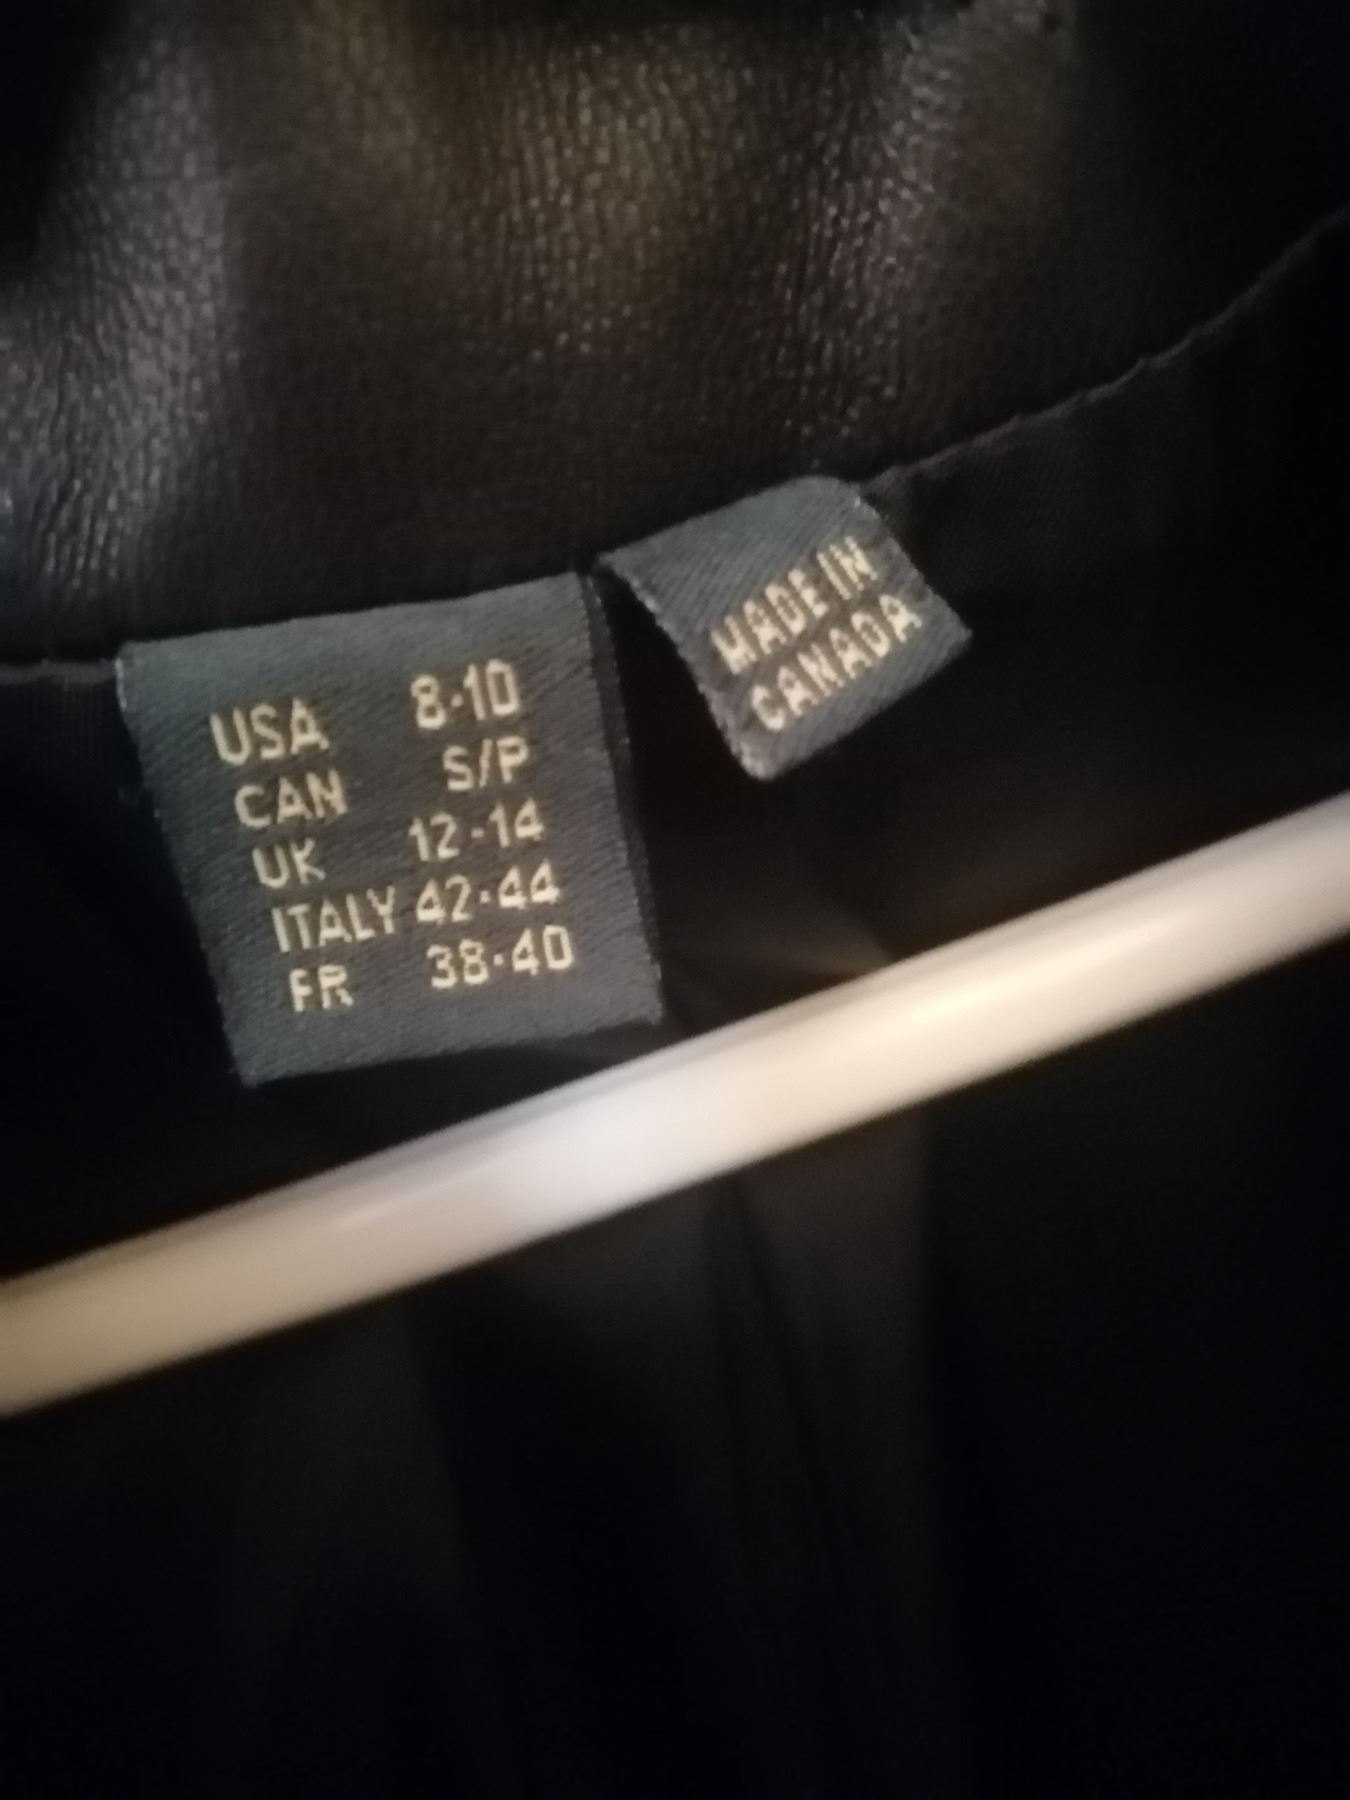 USA 8-10
CAN S/P
UK 12-14
ITALY 42-44
FR 38-40
MADE IN
CANADA